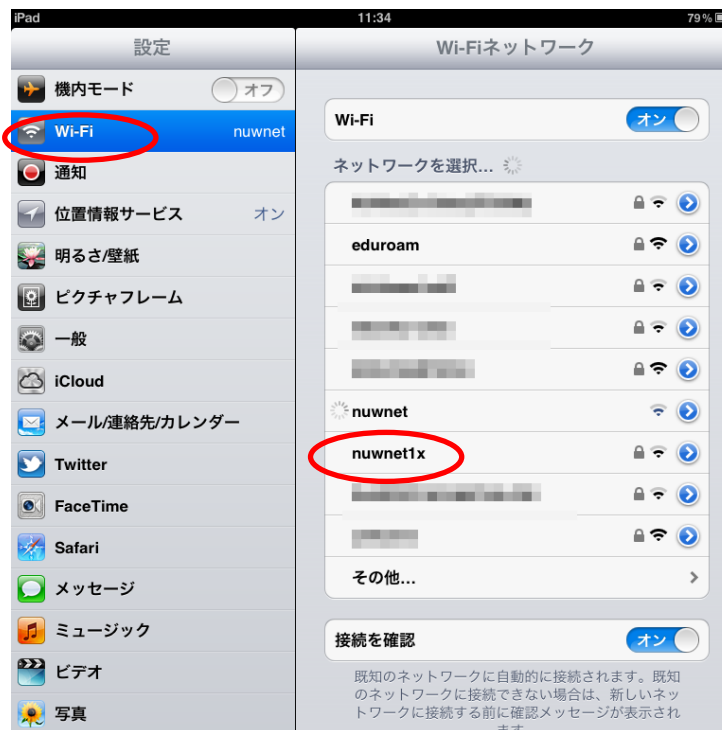 iPad 11:34 79%
設定
機内モード オフ
Wi-Fi nuwnet
通知
位置情報サービス オン
明るさ/壁紙
ピクチャフレーム
一般
iCloud
メール/連絡先/カレンダー
Twitter
FaceTime
Safari
メッセージ
ミュージック
ビデオ
写真
Wi-Fiネットワーク
Wi-Fi オン
ネットワークを選択...
eduroam
nuwnet
nuwnet1x
その他...
接続を確認 オン
既知のネットワークに自動的に接続されます。既知
のネットワークに接続できない場合は、新しいネッ
トワークに接続する前に確認メッセージが表示され
ます。